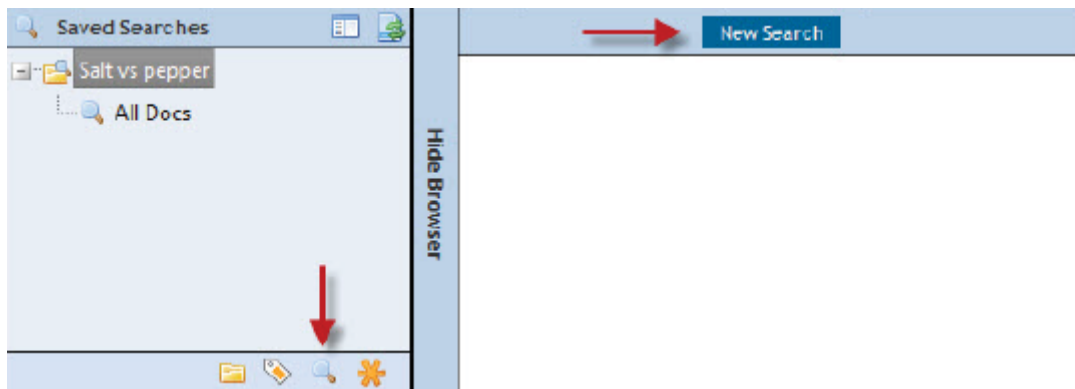 Saved Searches
New Search
Salt vs pepper
All Docs
Hide Browser